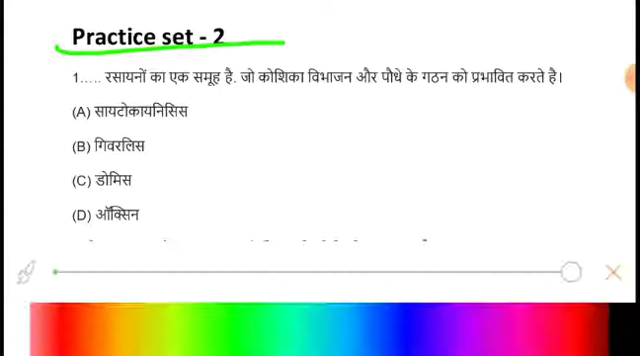 Practice set - 2
1..... रसायनों का एक समूह है. जो कोशिका विभाजन और पौधे के गठन को प्रभावित करते है।
(A) सायटोकायनिसिस
(B) गिवरलिस
(C) डोमिस
(D) ऑक्सिन